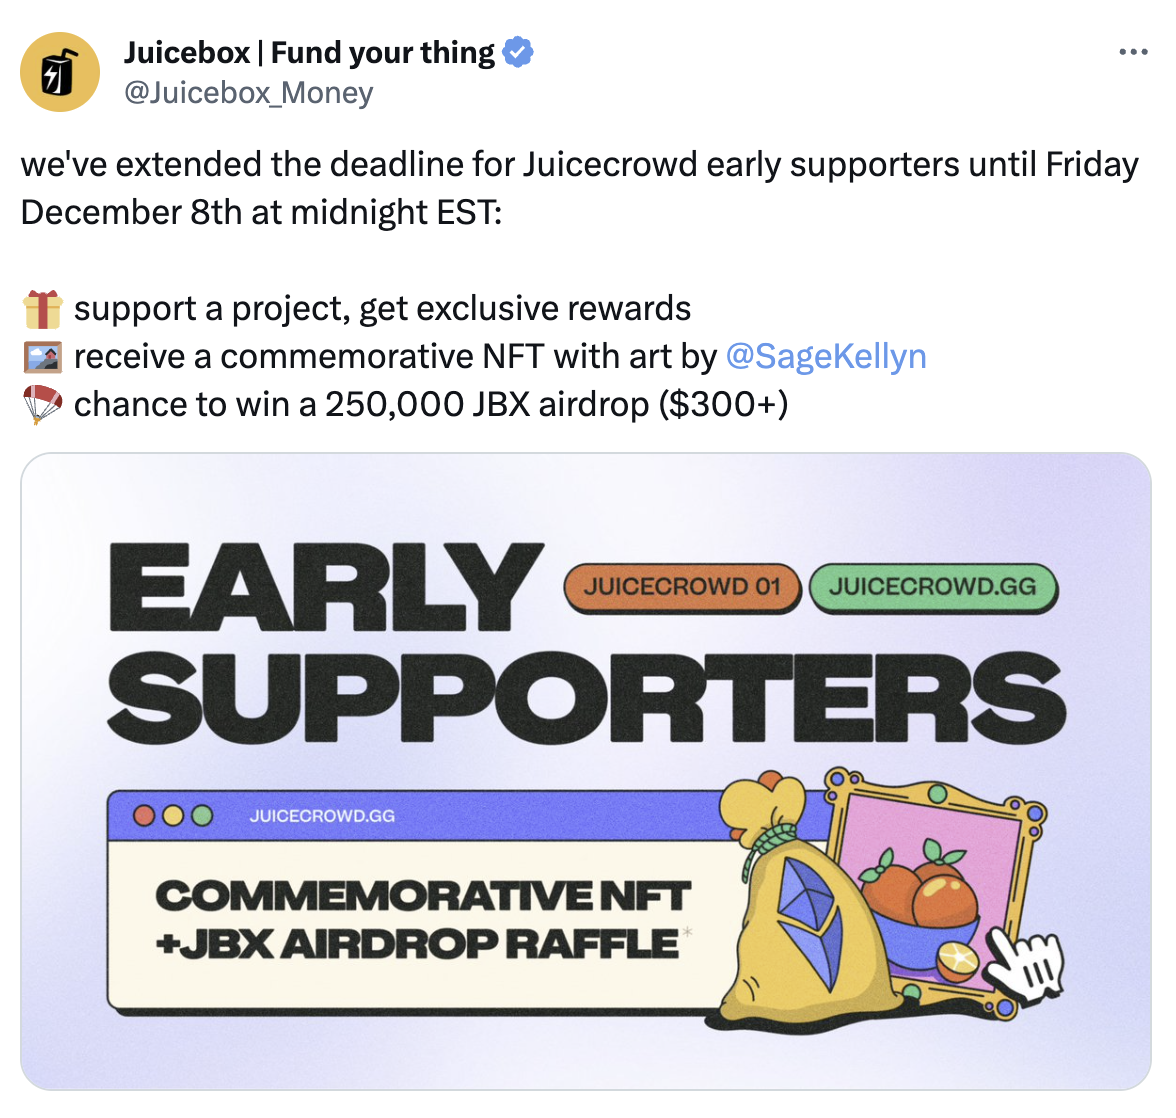 Juicebox | Fund your thing
@Juicebox_Money
we've extended the deadline for Juicecrowd early supporters until Friday
December 8th at midnight EST:
🎁 support a project, get exclusive rewards
🖼️ receive a commemorative NFT with art by @SageKellyn
🪂 chance to win a 250,000 JBX airdrop ($300+)
EARLY
JUICECROWD 01
JUICECROWD.GG
SUPPORTERS
JUICECROWD.GG
COMMEMORATIVE NFT
+JBX AIRDROP RAFFLE*